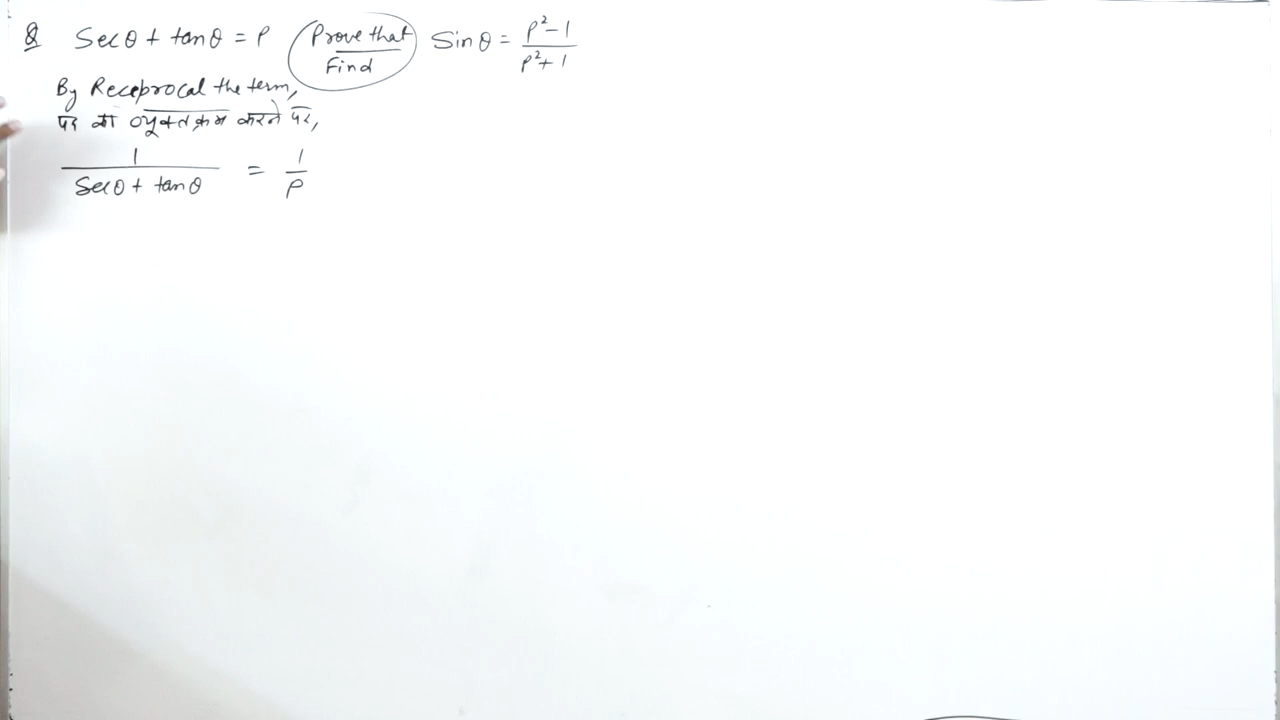 Q Secθ + tanθ = P (Prove that / Find) Sinθ = (P²-1)/(P²+1)
By Receprocal the term,
पद का व्युत्क्रम करने पर,
1/(Secθ + tanθ) = 1/P